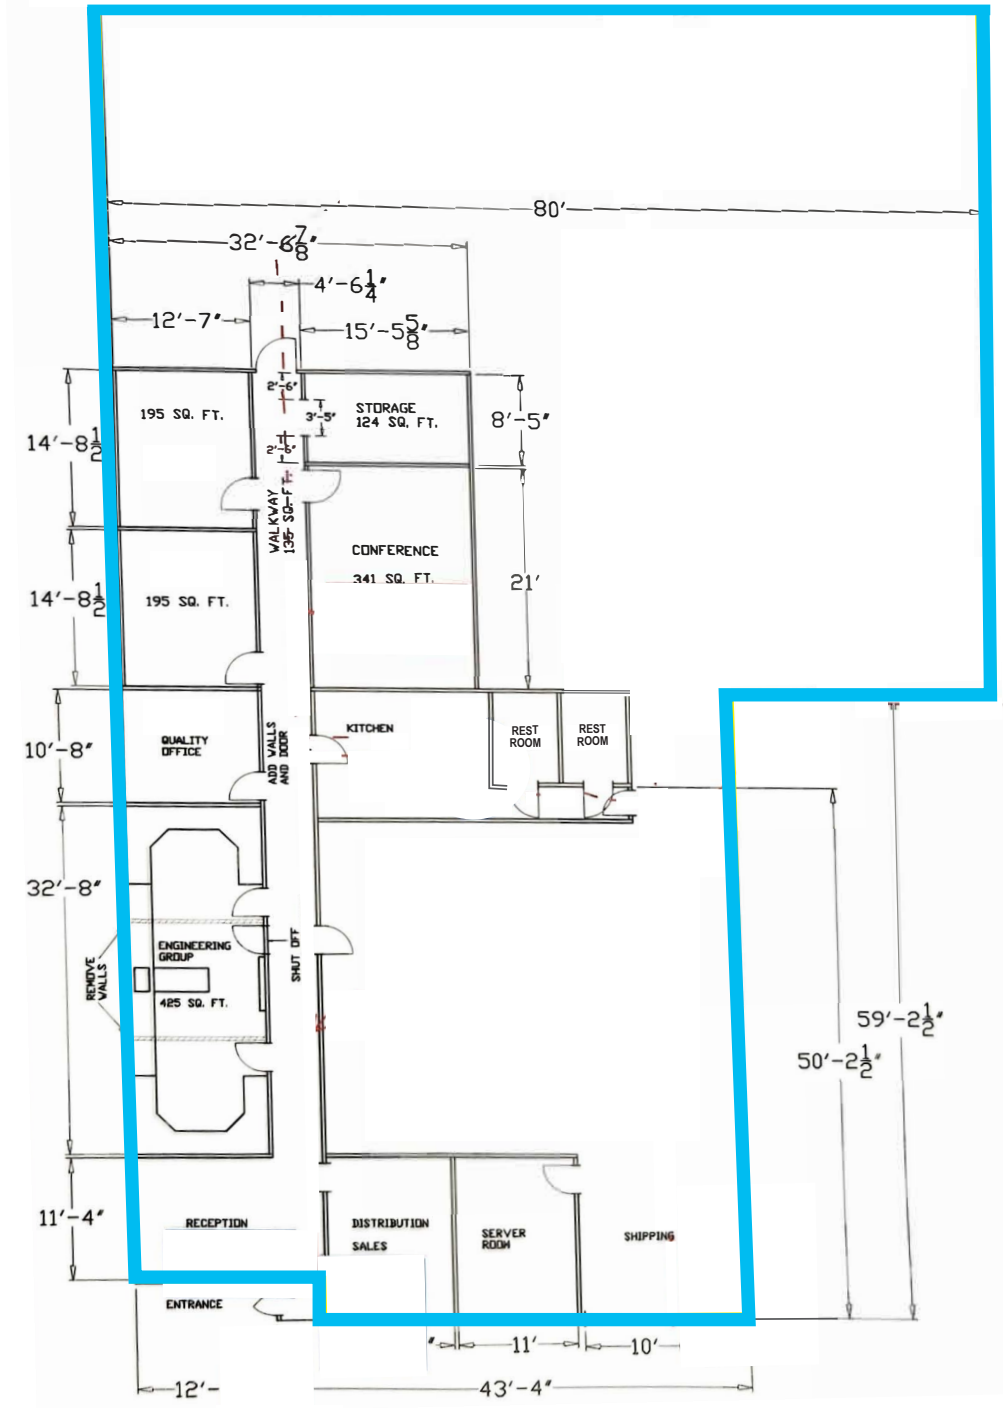 80'
32'-6 7/8"
4'-6 1/4"
12'-7"
15'-5 5/8"
2'-6"
195 SQ. FT.
STORAGE
124 SQ. FT.
3'-5"
8'-5"
14'-8 1/2
2'-6"
WALKWAY
135 SQ. FT.
CONFERENCE
341 SQ. FT.
21'
14'-8 1/2
195 SQ. FT.
10'-8"
QUALITY
OFFICE
ADD WALLS
AND DOOR
KITCHEN
REST
ROOM
REST
ROOM
32'-8"
ENGINEERING
GROUP
425 SQ. FT.
REMOVE
WALLS
SHUT OFF
59'-2 1/2"
50'-2 1/2"
11'-4"
RECEPTION
DISTRIBUTION
SALES
SERVER
ROOM
SHIPPING
ENTRANCE
"
11'
10'
12'-
43'-4"